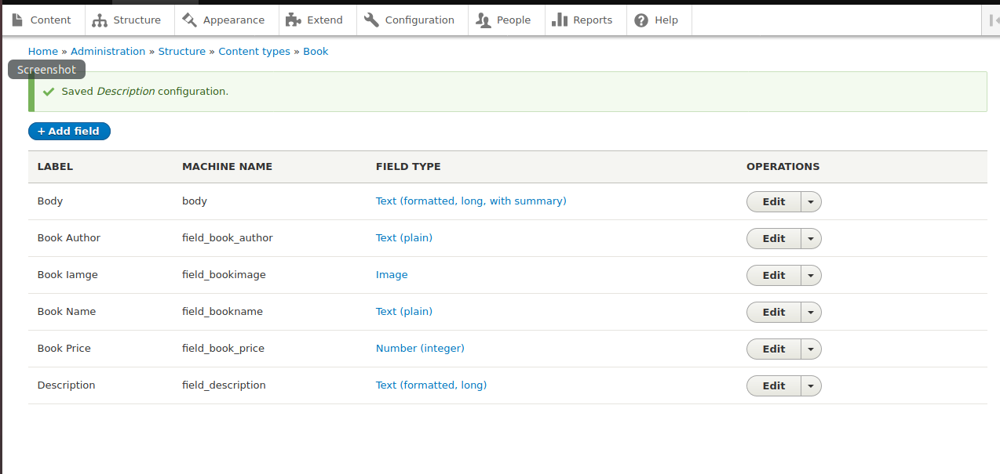 Content Structure Appearance Extend Configuration People Reports Help
Home » Administration » Structure » Content types » Book
Screenshot
Saved Description configuration.
+ Add field
LABEL MACHINE NAME FIELD TYPE OPERATIONS
Body body Text (formatted, long, with summary) Edit
Book Author field_book_author Text (plain) Edit
Book Iamge field_bookimage Image Edit
Book Name field_bookname Text (plain) Edit
Book Price field_book_price Number (integer) Edit
Description field_description Text (formatted, long) Edit